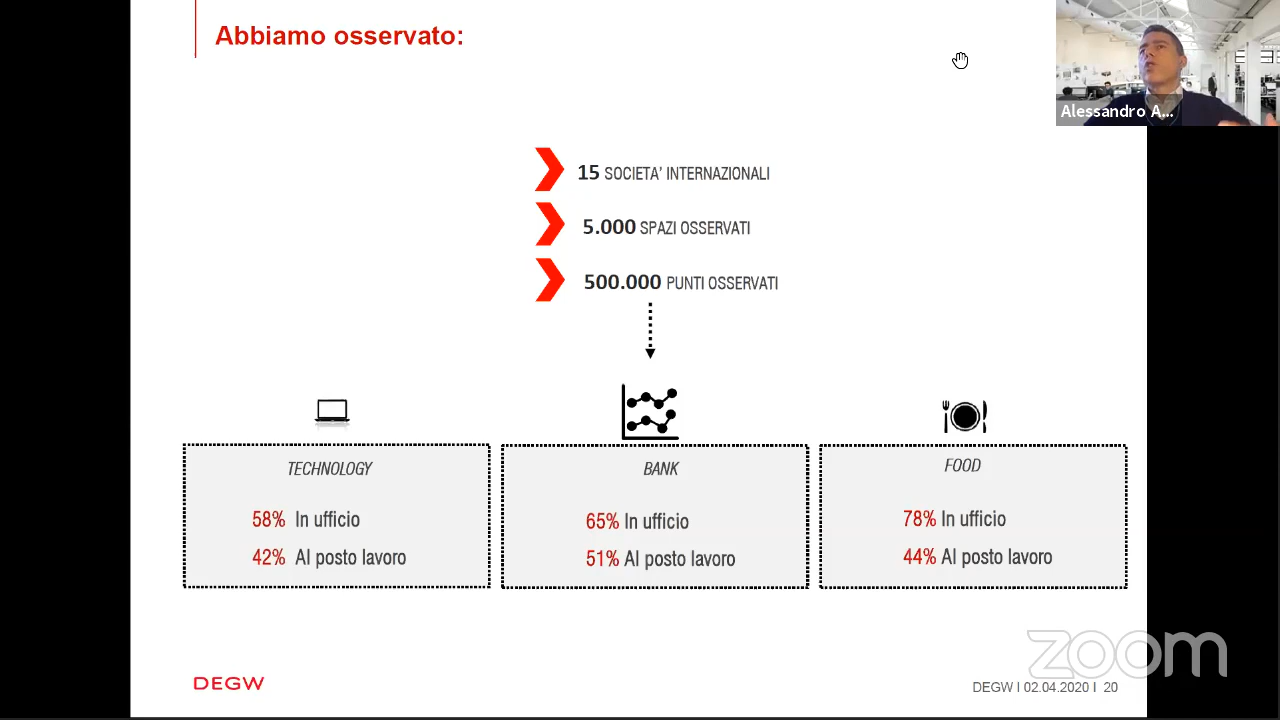 Abbiamo osservato:
Alessandro A...
15 SOCIETA' INTERNAZIONALI
5.000 SPAZI OSSERVATI
500.000 PUNTI OSSERVATI
TECHNOLOGY
58% In ufficio
42% Al posto lavoro
BANK
65% In ufficio
51% Al posto lavoro
FOOD
78% In ufficio
44% Al posto lavoro
zoom
DEGW
DEGW I 02.04.2020 I 20